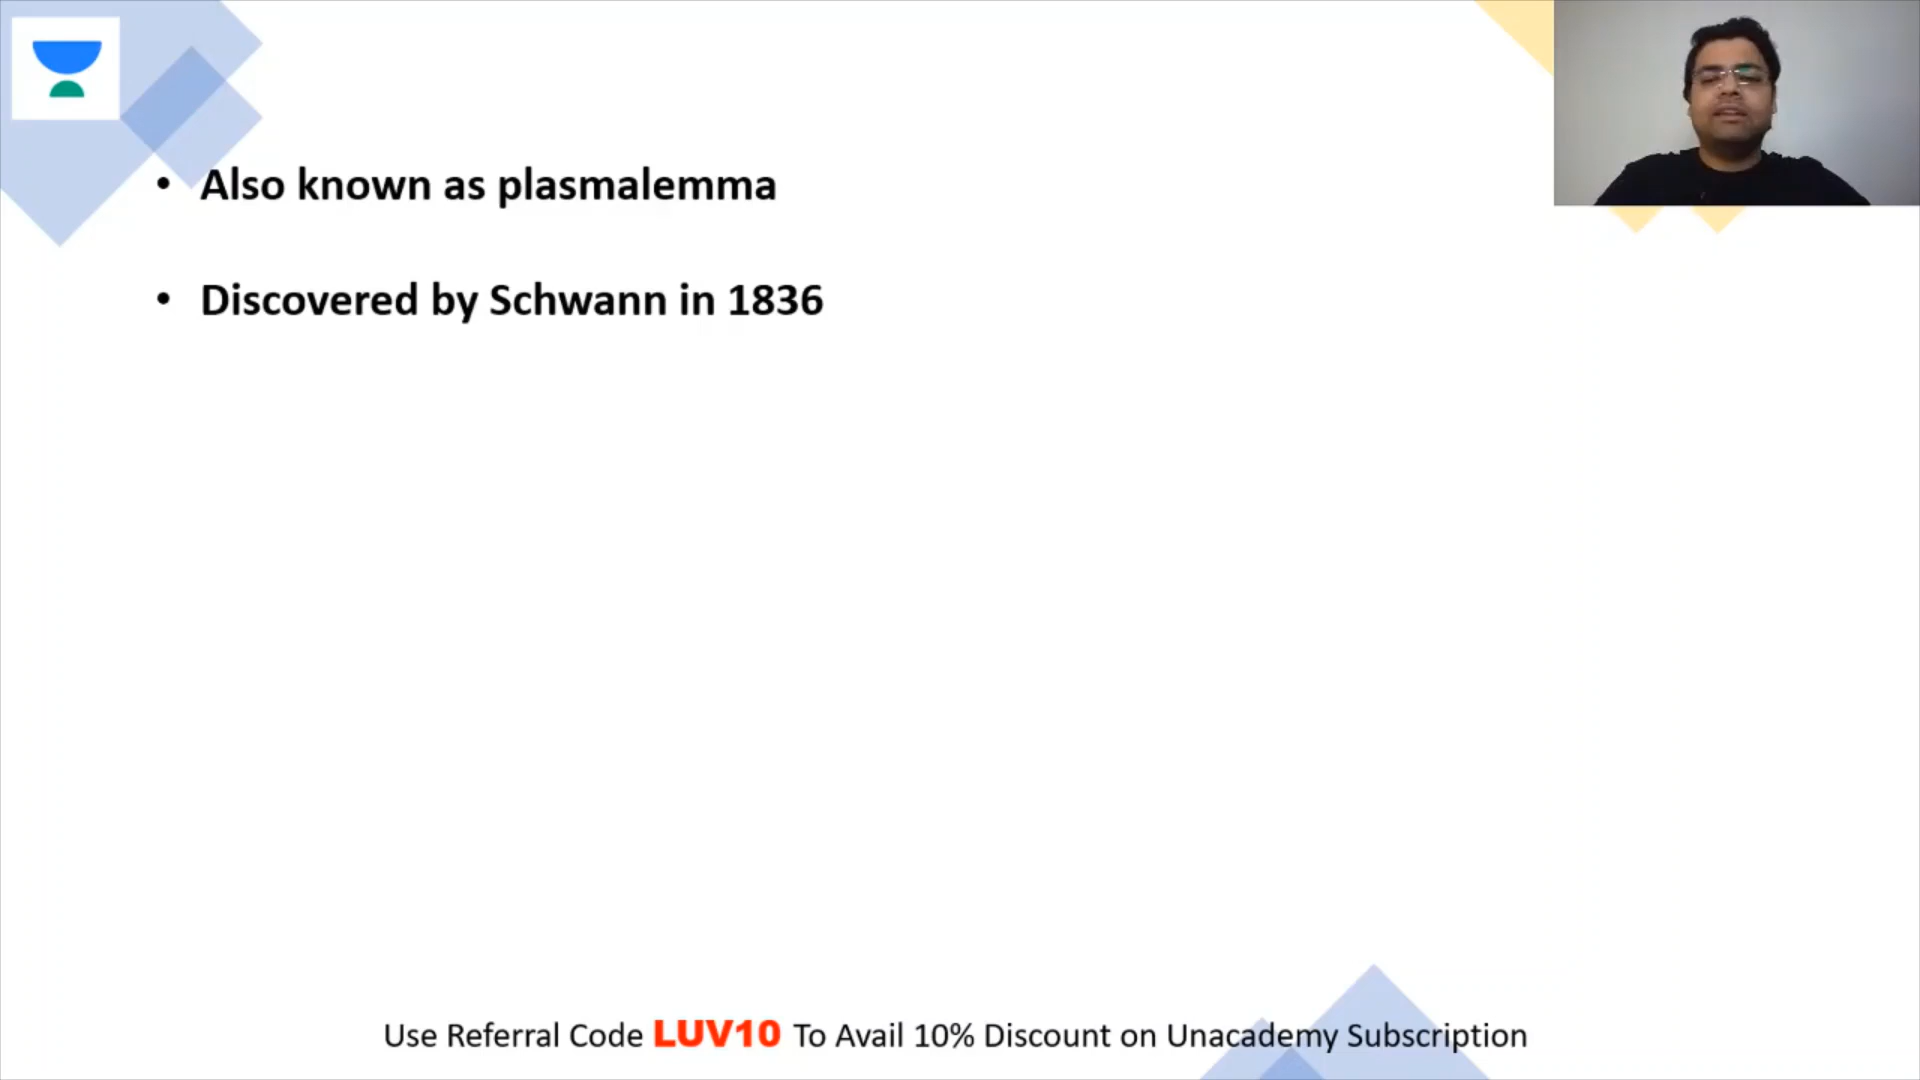 • Also known as plasmalemma
• Discovered by Schwann in 1836
Use Referral Code LUV10 To Avail 10% Discount on Unacademy Subscription